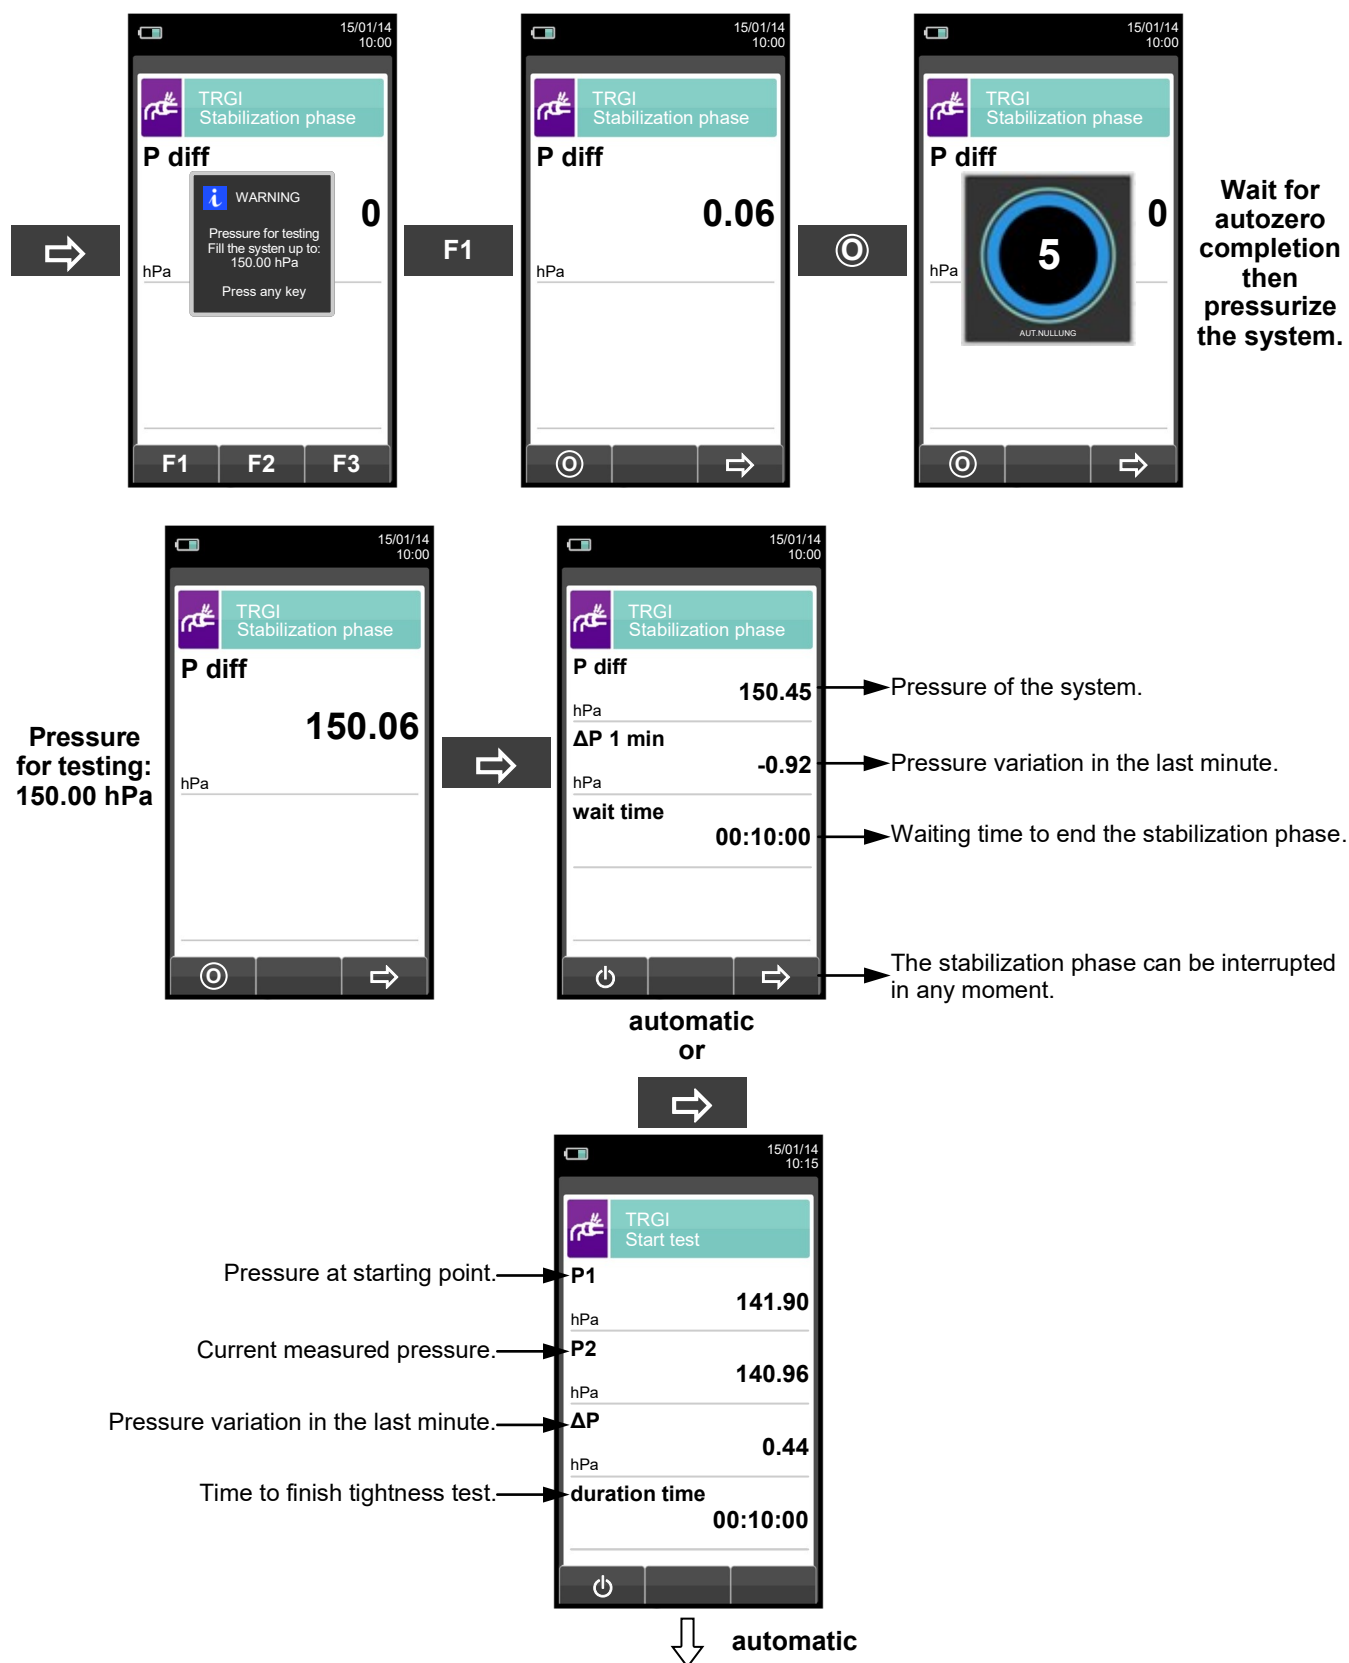 15/01/14
10:00
TRGI
Stabilization phase
P diff
0
hPa
i WARNING
Pressure for testing
Fill the systen up to:
150.00 hPa
Press any key
F1 F2 F3
F1
15/01/14
10:00
TRGI
Stabilization phase
P diff
0.06
hPa
O
O
15/01/14
10:00
TRGI
Stabilization phase
P diff
0
hPa
5
AUT.NULLUNG
O
Wait for
autozero
completion
then
pressurize
the system.
Pressure
for testing:
150.00 hPa
15/01/14
10:00
TRGI
Stabilization phase
P diff
150.06
hPa
O
15/01/14
10:00
TRGI
Stabilization phase
P diff
150.45
hPa
ΔP 1 min
-0.92
hPa
wait time
00:10:00
Pressure of the system.
Pressure variation in the last minute.
Waiting time to end the stabilization phase.
The stabilization phase can be interrupted
in any moment.
automatic
or
15/01/14
10:15
TRGI
Start test
Pressure at starting point.
P1
141.90
hPa
Current measured pressure.
P2
140.96
hPa
Pressure variation in the last minute.
ΔP
0.44
hPa
Time to finish tightness test.
duration time
00:10:00
automatic